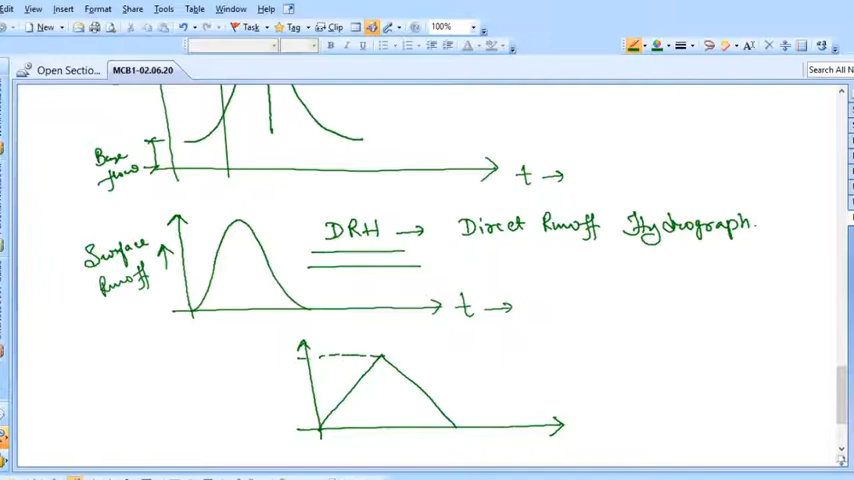 Edit View Insert Format Share Tools Table Window Help
New Task Tag Clip 100%
Open Sectio... MCB1-02.06.20 Search All N
Base
flow
t →
Surface
Runoff
DRH → Direct Runoff Hydrograph.
t →